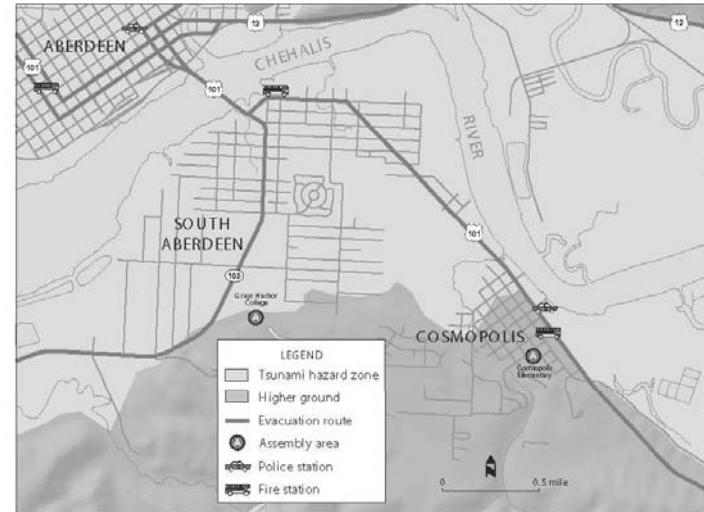 12
12
ABERDEEN
CHEHALIS
101
101
RIVER
SOUTH
ABERDEEN
101
105
Grays Harbor
College
A
COSMOPOLIS
A
Cosmopolis
Elementary
LEGEND
Tsunami hazard zone
Higher ground
Evacuation route
A Assembly area
Police station
Fire station
N
0 0.5 mile